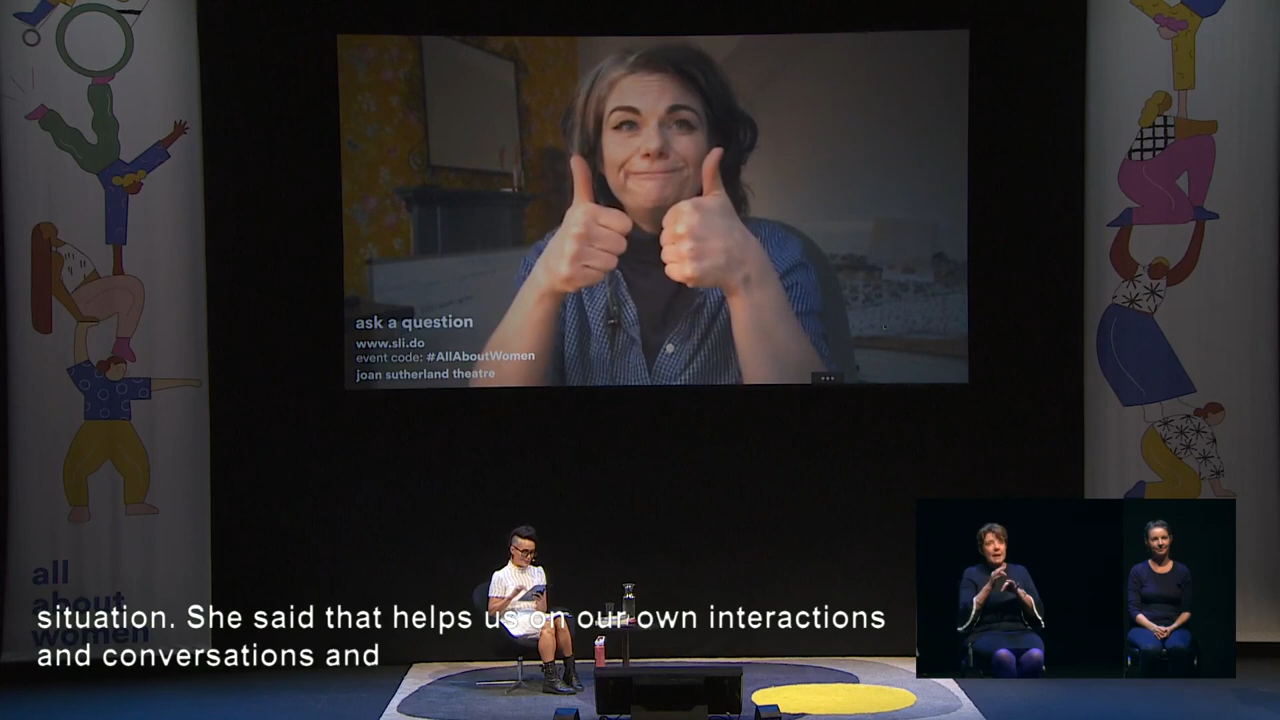 ask a question
www.sli.do
event code: #AllAboutWomen
joan sutherland theatre
all
about
women
situation. She said that helps us on our own interactions
and conversations and